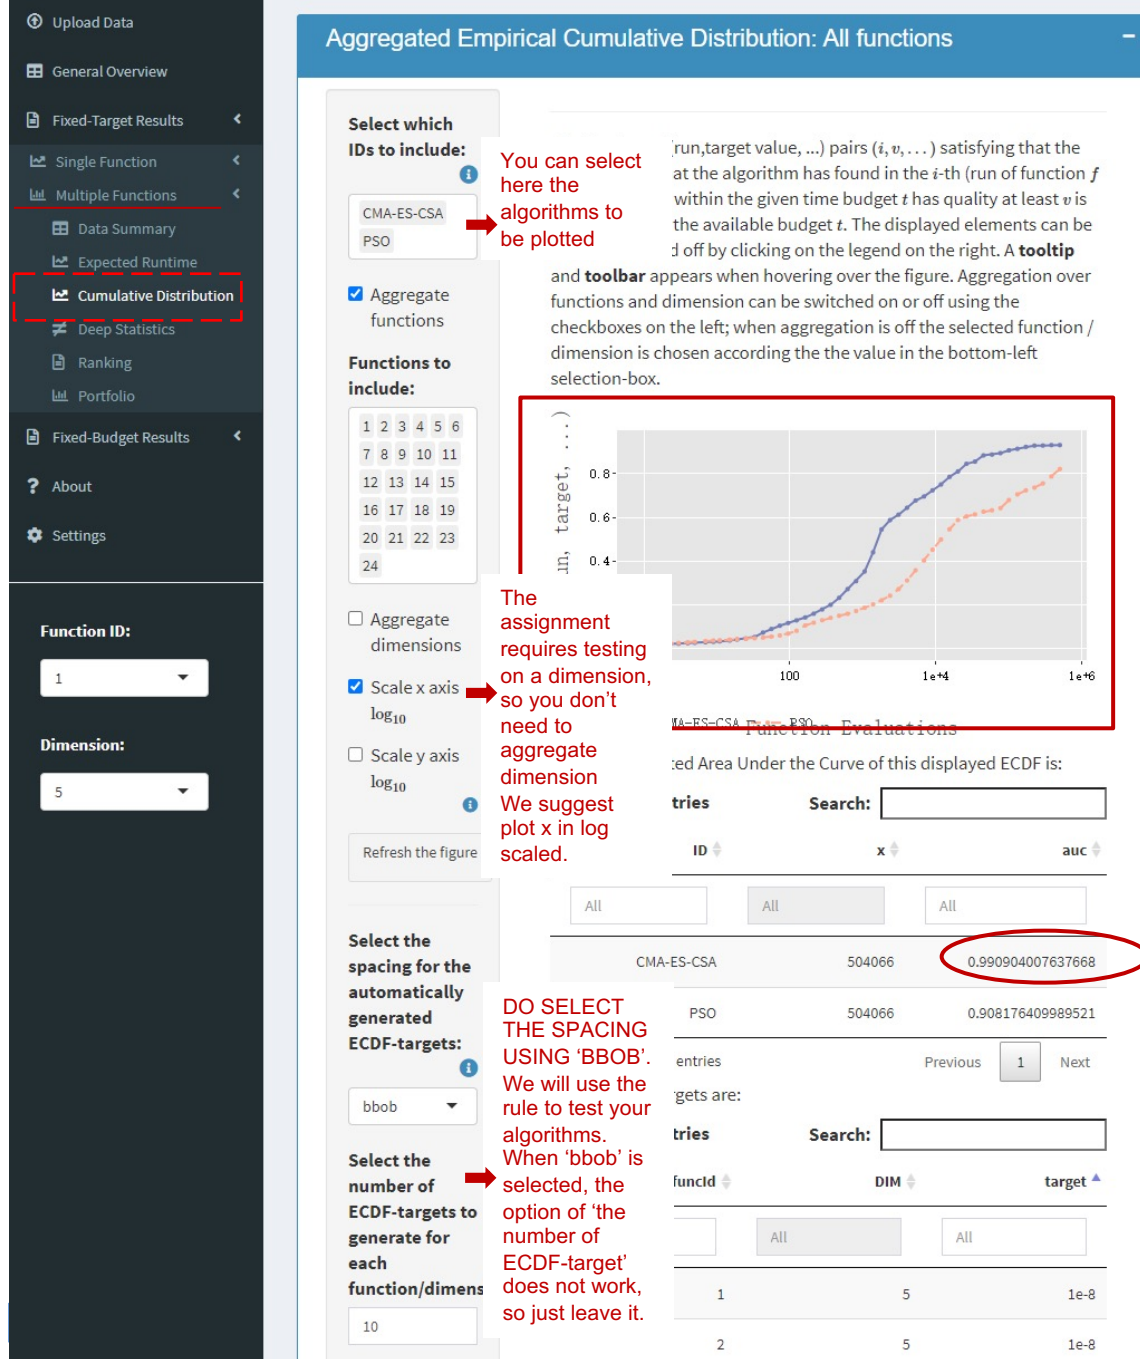 Upload Data
General Overview
Fixed-Target Results
Single Function
Multiple Functions
Data Summary
Expected Runtime
Cumulative Distribution
Deep Statistics
Ranking
Portfolio
Fixed-Budget Results
About
Settings
Function ID:
1
Dimension:
5
Aggregated Empirical Cumulative Distribution: All functions
Select which
IDs to include:
CMA-ES-CSA
PSO
Aggregate
functions
Functions to
include:
1 2 3 4 5 6
7 8 9 10 11
12 13 14 15
16 17 18 19
20 21 22 23
24
Aggregate
dimensions
Scale x axis
log10
Scale y axis
log10
Refresh the figure
Select the
spacing for the
automatically
generated
ECDF-targets:
bbob
Select the
number of
ECDF-targets to
generate for
each
function/dimens
10
You can select
here the
algorithms to
be plotted
The
assignment
requires testing
on a dimension,
so you don't
need to
aggregate
dimension
We suggest
plot x in log
scaled.
DO SELECT
THE SPACING
USING 'BBOB'.
We will use the
rule to test your
algorithms.
When 'bbob' is
selected, the
option of 'the
number of
ECDF-target'
does not work,
so just leave it.
(run,target value, ...) pairs (i, v, . . . ) satisfying that the
at the algorithm has found in the i-th (run of function f
within the given time budget t has quality at least v is
the available budget t. The displayed elements can be
d off by clicking on the legend on the right. A tooltip
and toolbar appears when hovering over the figure. Aggregation over
functions and dimension can be switched on or off using the
checkboxes on the left; when aggregation is off the selected function /
dimension is chosen according the the value in the bottom-left
selection-box.
un, target, ...)
0.8
0.6
0.4
100 1e+4 1e+6
MA-ES-CSA PSO
Function Evaluations
ted Area Under the Curve of this displayed ECDF is:
tries Search:
ID x auc
All All All
CMA-ES-CSA 504066 0.990904007637668
PSO 504066 0.908176409989521
entries Previous 1 Next
rgets are:
tries Search:
funcId DIM target
All All
1 5 1e-8
2 5 1e-8